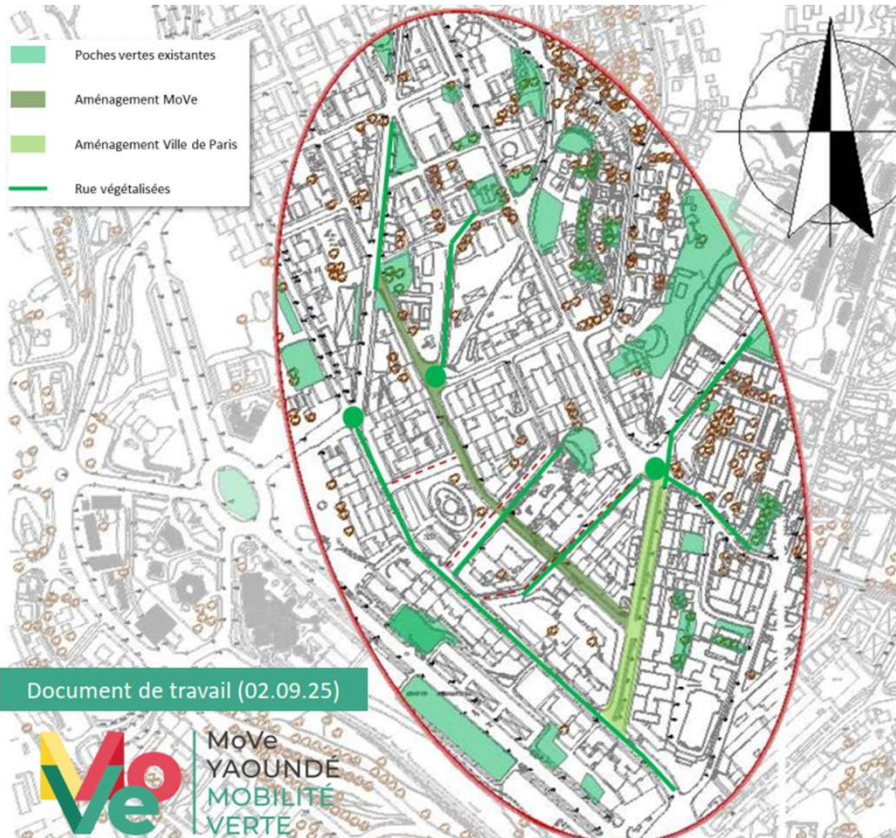 Poches vertes existantes
Aménagement MoVe
Aménagement Ville de Paris
Rue végétalisées
Document de travail (02.09.25)
MoVe
MoVe
YAOUNDÉ
MOBILITÉ
VERTE